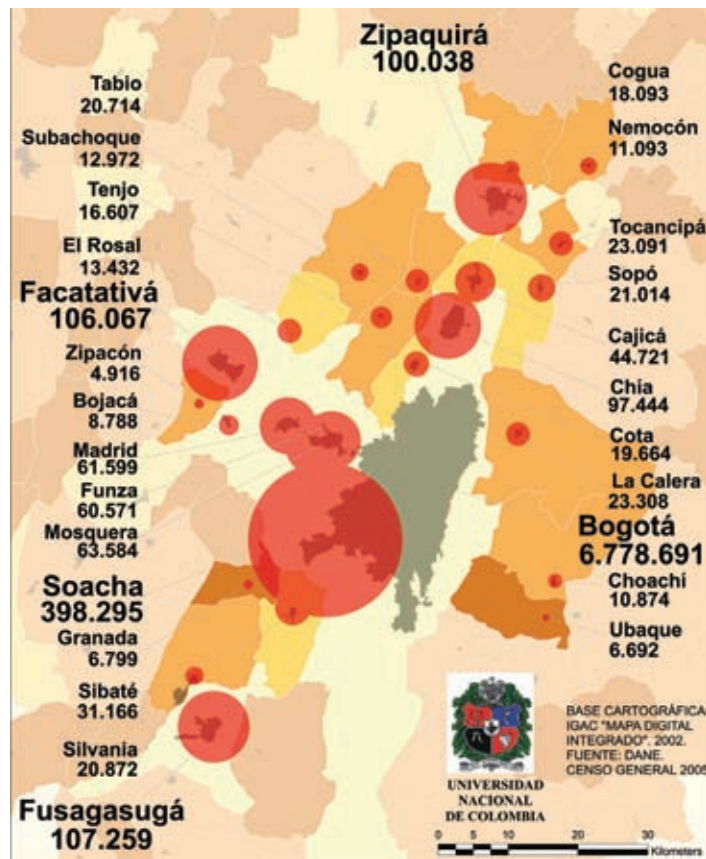 Zipaquirá
100.038
Tabio
20.714
Subachoque
12.972
Tenjo
16.607
El Rosal
13.432
Facatativá
106.067
Zipacón
4.916
Bojacá
8.788
Madrid
61.599
Funza
60.571
Mosquera
63.584
Soacha
398.295
Granada
6.799
Sibaté
31.166
Silvania
20.872
Fusagasugá
107.259
Cogua
18.093
Nemocón
11.093
Tocancipá
23.091
Sopó
21.014
Cajicá
44.721
Chia
97.444
Cota
19.664
La Calera
23.308
Bogotá
6.778.691
Choachi
10.874
Ubaque
6.692
UNIVERSIDAD
NACIONAL
DE COLOMBIA
BASE CARTOGRÁFICA
IGAC "MAPA DIGITAL
INTEGRADO". 2002.
FUENTE: DANE.
CENSO GENERAL 2005
0 5 10 20 30
Kilometers